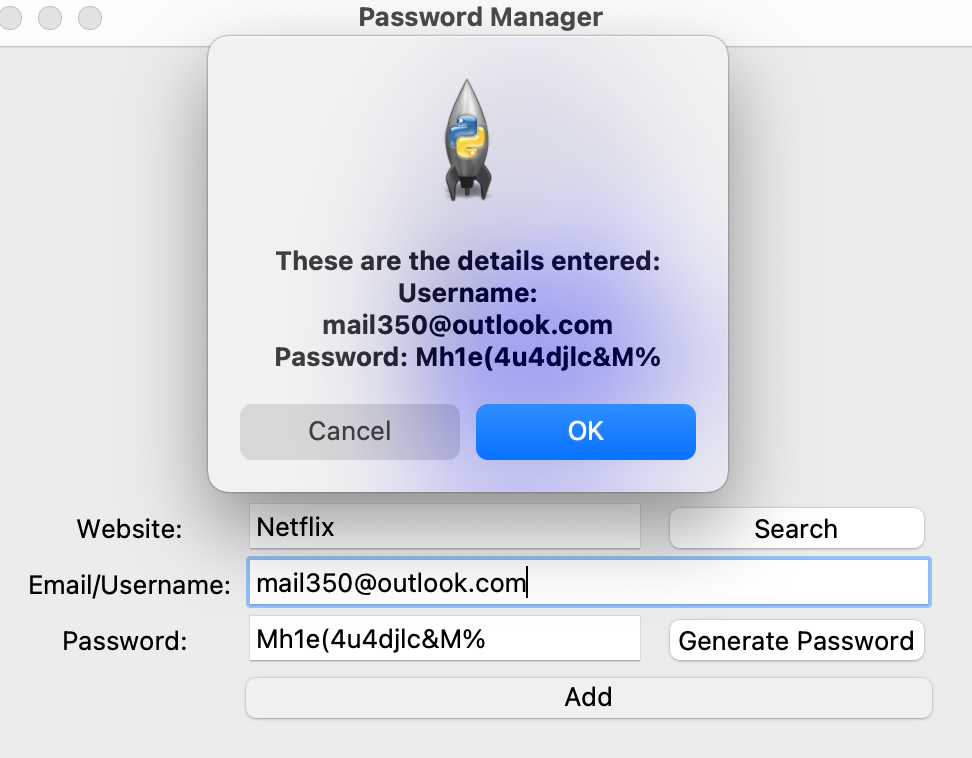 Password Manager
These are the details entered:
Username:
mail350@outlook.com
Password: Mh1e(4u4djlc&M%
Cancel OK
Website: Netflix Search
Email/Username: mail350@outlook.com
Password: Mh1e(4u4djlc&M% Generate Password
Add